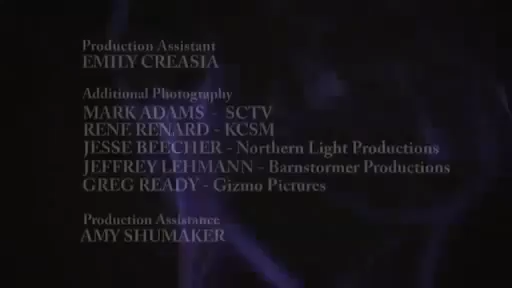 Production Assistant
EMILY CREASIA
Additional Photography
MARK ADAMS - SCTV
RENE RENARD - KCSM
JESSE BEECHER - Northern Light Productions
JEFFREY LEHMANN - Barnstormer Productions
GREG READY - Gizmo Pictures
Production Assistance
AMY SHUMAKER